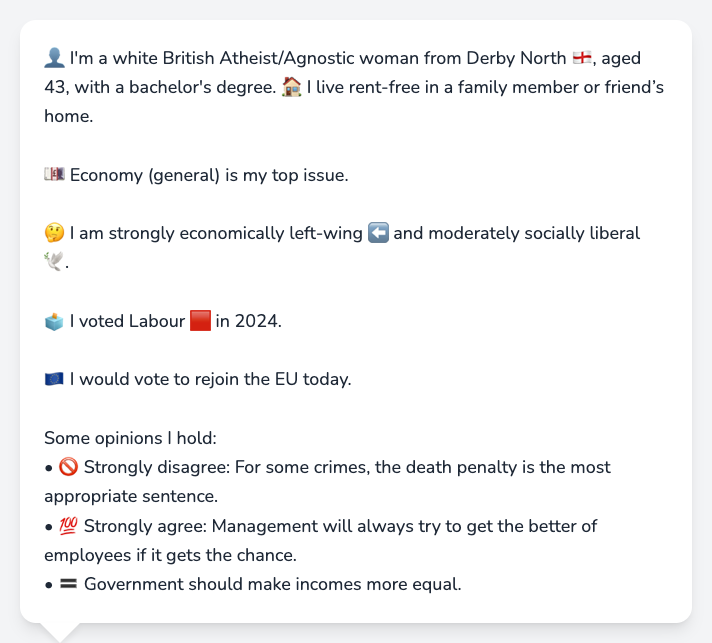 👤 I'm a white British Atheist/Agnostic woman from Derby North 🏴󠁧󠁢󠁥󠁮󠁧󠁿, aged
43, with a bachelor's degree. 🏠 I live rent-free in a family member or friend’s
home.
💷 Economy (general) is my top issue.
🤔 I am strongly economically left-wing ⬅️ and moderately socially liberal
🕊️.
🗳️ I voted Labour 🟥 in 2024.
🇪🇺 I would vote to rejoin the EU today.
Some opinions I hold:
• 🚫 Strongly disagree: For some crimes, the death penalty is the most
appropriate sentence.
• 💯 Strongly agree: Management will always try to get the better of
employees if it gets the chance.
• 🟰 Government should make incomes more equal.